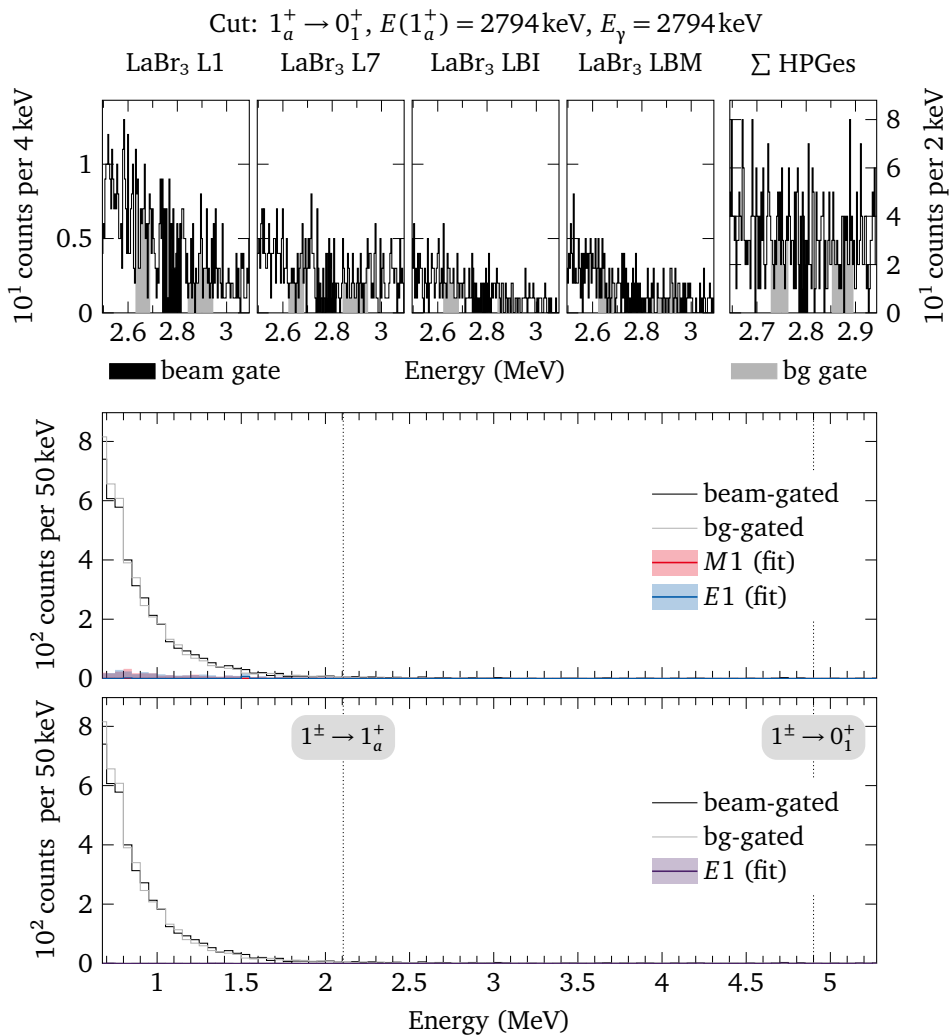 Cut: 1⁺ₐ → 0⁺₁, E(1⁺ₐ) = 2794 keV, Eᵧ = 2794 keV
LaBr₃ L1 LaBr₃ L7 LaBr₃ LBI LaBr₃ LBM ∑ HPGes
10¹ counts per 4 keV
1
0.5
0
8
6
4
2
0
10¹ counts per 2 keV
2.6 2.8 3 2.6 2.8 3 2.6 2.8 3 2.6 2.8 3 2.7 2.8 2.9
beam gate Energy (MeV) bg gate
10² counts per 50 keV
8
6
4
2
0
beam-gated
bg-gated
M1 (fit)
E1 (fit)
10² counts per 50 keV
8
6
4
2
0
1± → 1⁺ₐ 1± → 0⁺₁
beam-gated
bg-gated
E1 (fit)
1 1.5 2 2.5 3 3.5 4 4.5 5
Energy (MeV)